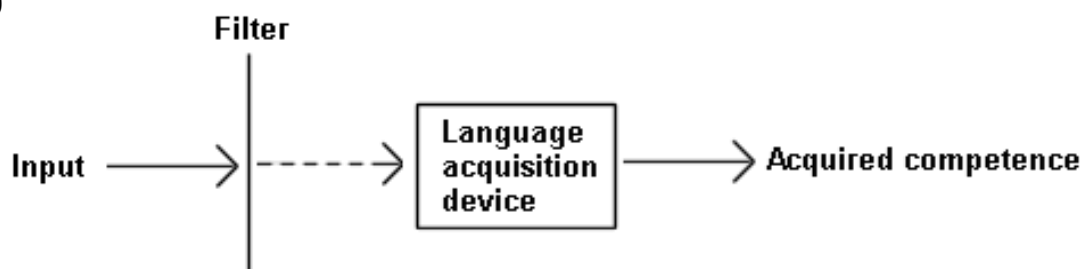 )
Filter
Input
Language
acquisition
device
Acquired competence